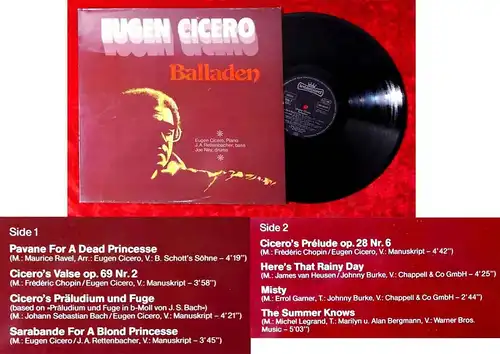 EUGEN CICERO
Balladen
Eugen Cicero, Piano
J.A. Rettenbacher, bass
Joe Nay, drums
Side 1
Pavane For A Dead Princesse
(M.: Maurice Ravel, Arr.: Eugen Cicero, V.: B. Schott's Söhne – 4'19")
Cicero's Valse op. 69 Nr. 2
(M.: Frédéric Chopin / Eugen Cicero, V.: Manuskript – 3'58")
Cicero's Präludium und Fuge
(based on «Präludium und Fuge in b-Moll von J. S. Bach»)
(M.: Johann Sebastian Bach / Eugen Cicero, V.: Manuskript – 4'21")
Sarabande For A Blond Princesse
(M.: Eugen Cicero / J. A. Rettenbacher, V.: Manuskript – 3'45")
Side 2
Cicero's Prélude op. 28 Nr. 6
(M.: Frédéric Chopin / Eugen Cicero, V.: Manuskript – 4'42")
Here's That Rainy Day
(M.: James van Heusen / Johnny Burke, V.: Chappell & Co GmbH – 4'25")
Misty
(M.: Errol Garner, T.: Johnny Burke, V.: Chappell & Co GmbH – 2'44")
The Summer Knows
(M.: Michel Legrand, T.: Marilyn u. Alan Bergmann, V.: Warner Bros.
Music – 5'03")